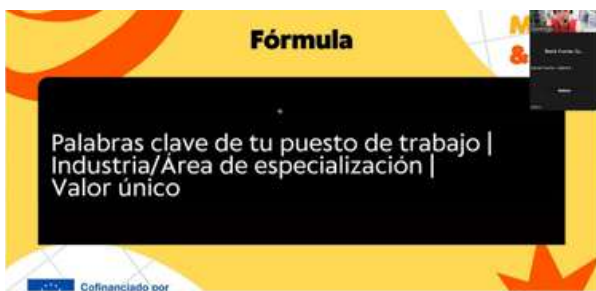 Fórmula
M
&
Palabras clave de tu puesto de trabajo |
Industria/Área de especialización |
Valor único
Cofinanciado por